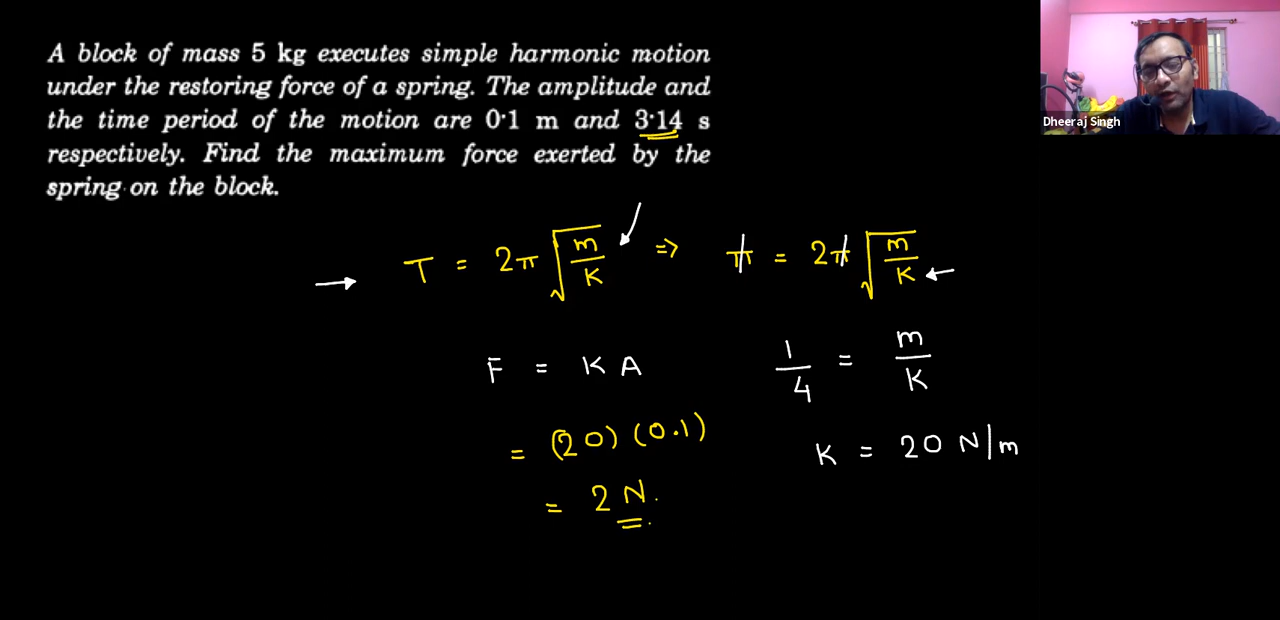 A block of mass 5 kg executes simple harmonic motion
under the restoring force of a spring. The amplitude and
the time period of the motion are 0·1 m and 3·14 s
respectively. Find the maximum force exerted by the
spring on the block.
Dheeraj Singh
→ T = 2π √(m/K) ⇒ π = 2π √(m/K) ←
F = KA
1/4 = m/K
= (20) (0.1)
K = 20 N/m
= 2 N.